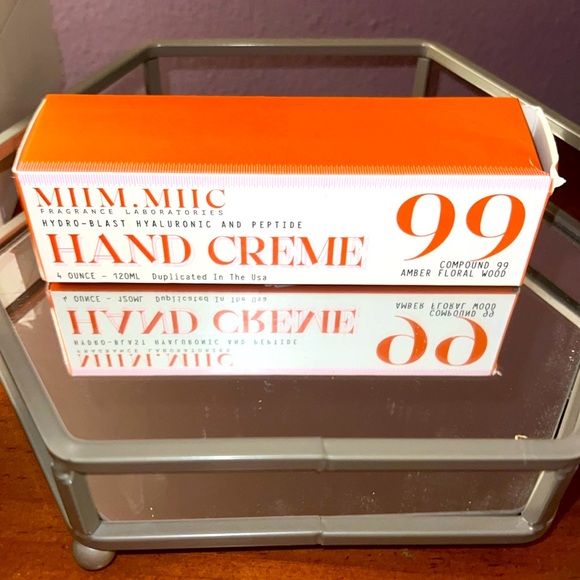 MIIM.MIIC
FRAGRANCE LABORATORIES
HYDRO-BLAST HYALURONIC AND PEPTIDE
HAND CREME
4 OUNCE - 120ML Duplicated In The Usa
99
COMPOUND 99
AMBER FLORAL WOOD